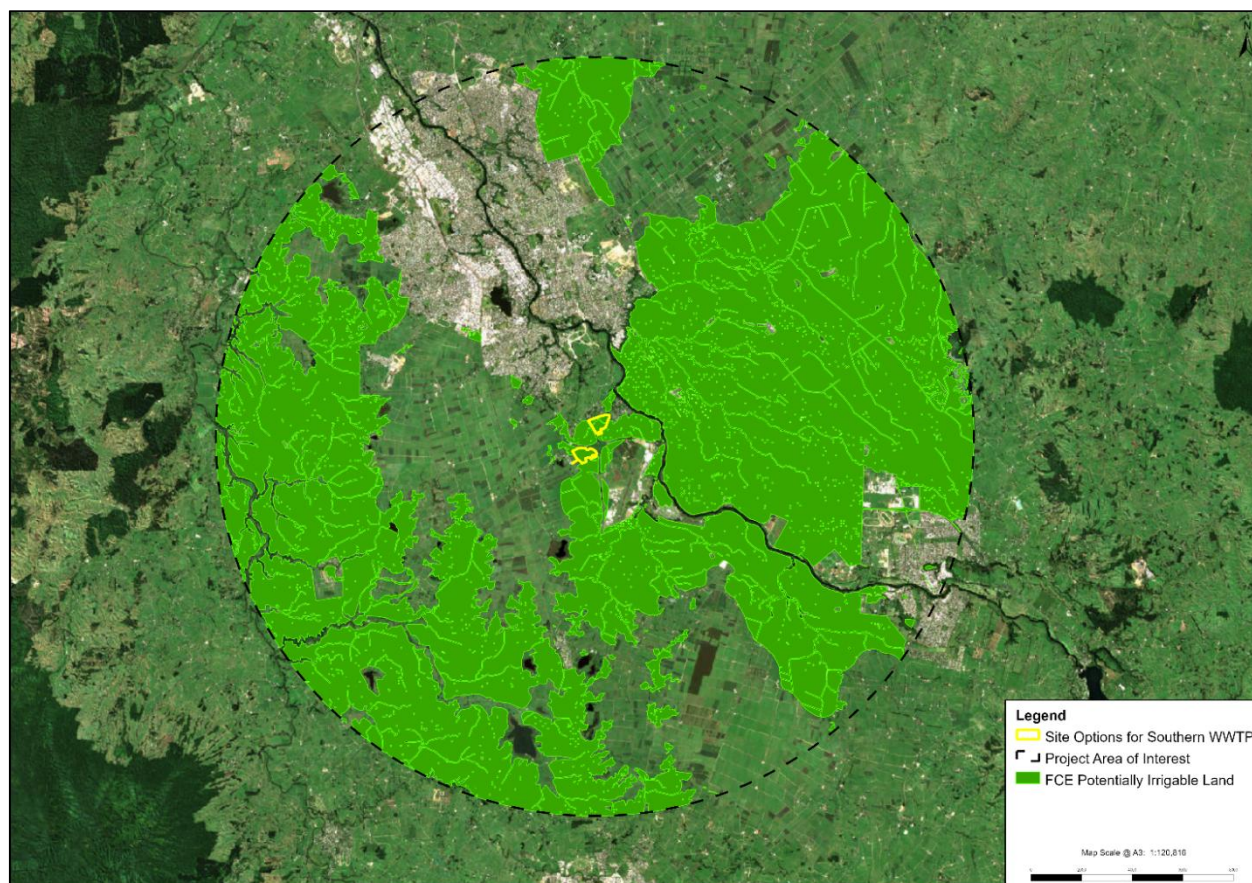 Legend
Site Options for Southern WWTP
Project Area of Interest
FCE Potentially Irrigable Land
Map Scale @ A3: 1:120,816